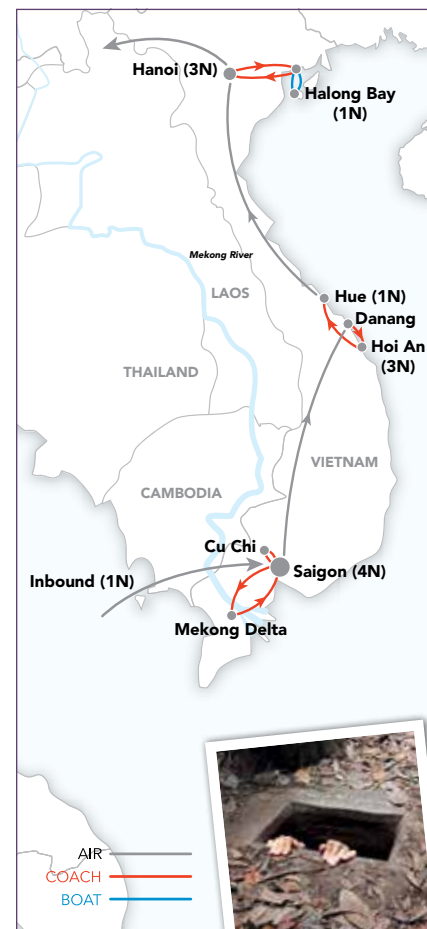 Hanoi (3N)
Halong Bay
(1N)
Mekong River
LAOS
Hue (1N)
Danang
Hoi An
(3N)
THAILAND
VIETNAM
CAMBODIA
Cu Chi
Saigon (4N)
Inbound (1N)
Mekong Delta
AIR
COACH
BOAT